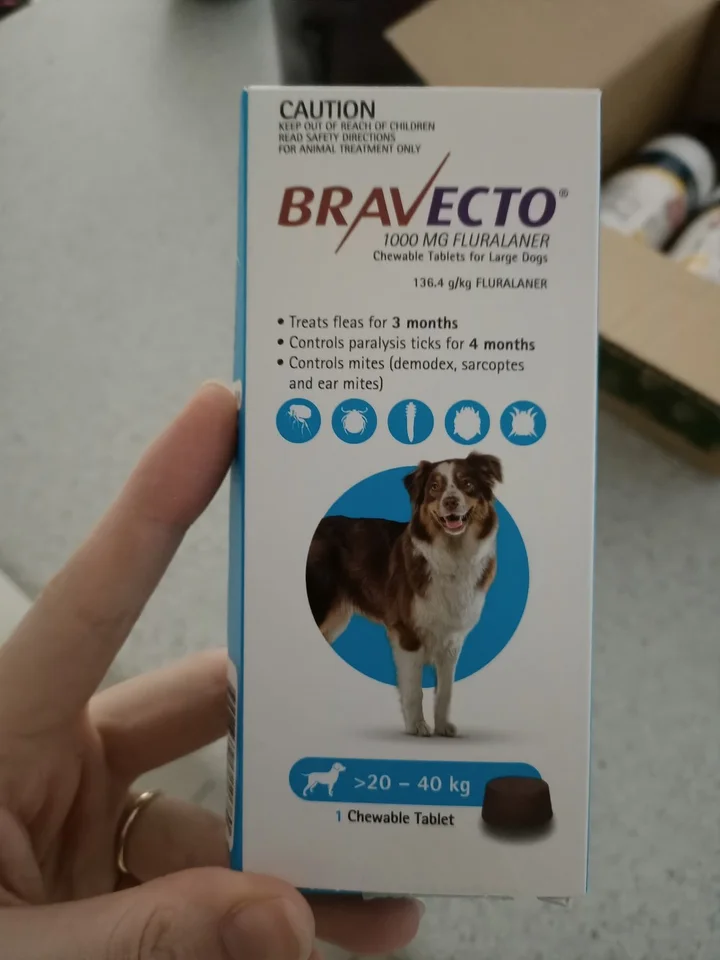 CAUTION
KEEP OUT OF REACH OF CHILDREN
READ SAFETY DIRECTIONS
FOR ANIMAL TREATMENT ONLY
BRAVECTO®
1000 MG FLURALANER
Chewable Tablets for Large Dogs
136.4 g/kg FLURALANER
• Treats fleas for 3 months
• Controls paralysis ticks for 4 months
• Controls mites (demodex, sarcoptes
and ear mites)
>20 – 40 kg
1 Chewable Tablet